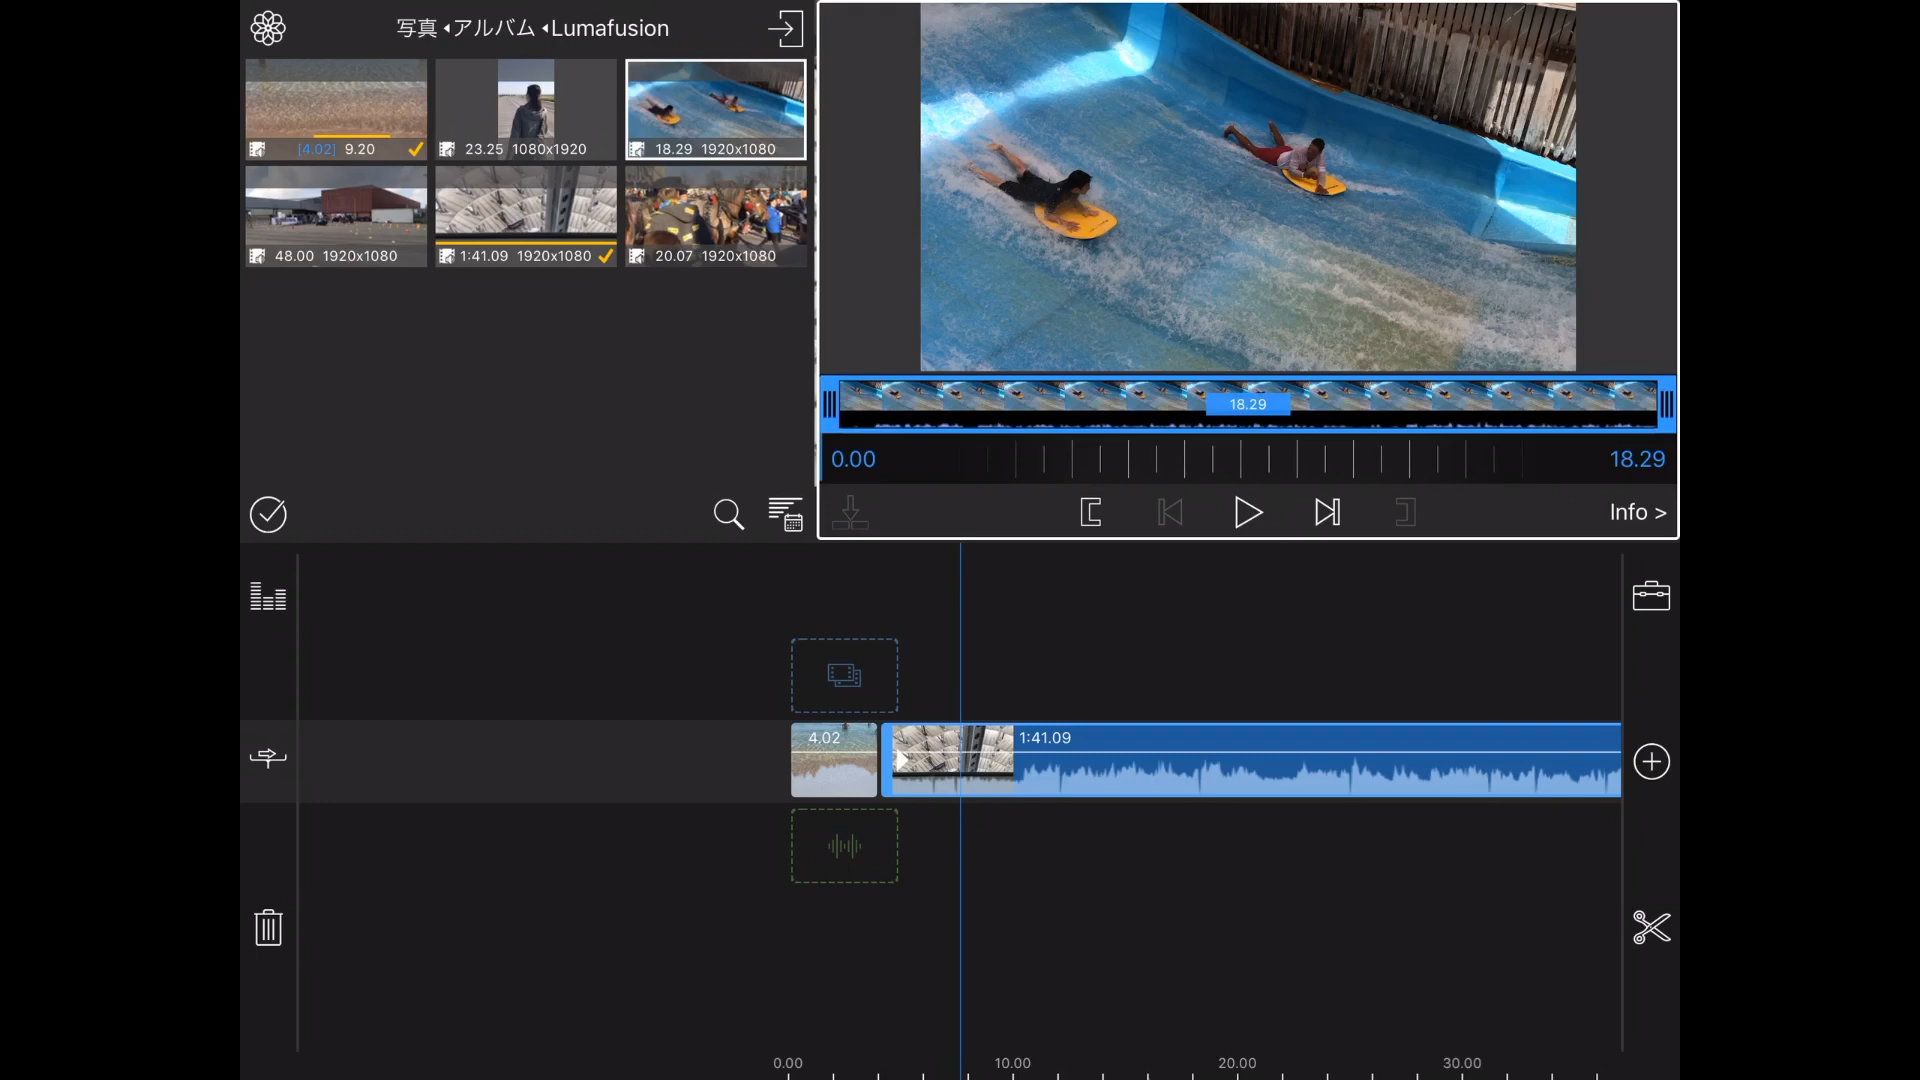 写真 アルバム Lumafusion
[4.02] 9.20
23.25 1080x1920
18.29 1920x1080
48.00 1920x1080
1:41.09 1920x1080
20.07 1920x1080
18.29
0.00
18.29
Info >
4.02
1:41.09
0.00 10.00 20.00 30.00